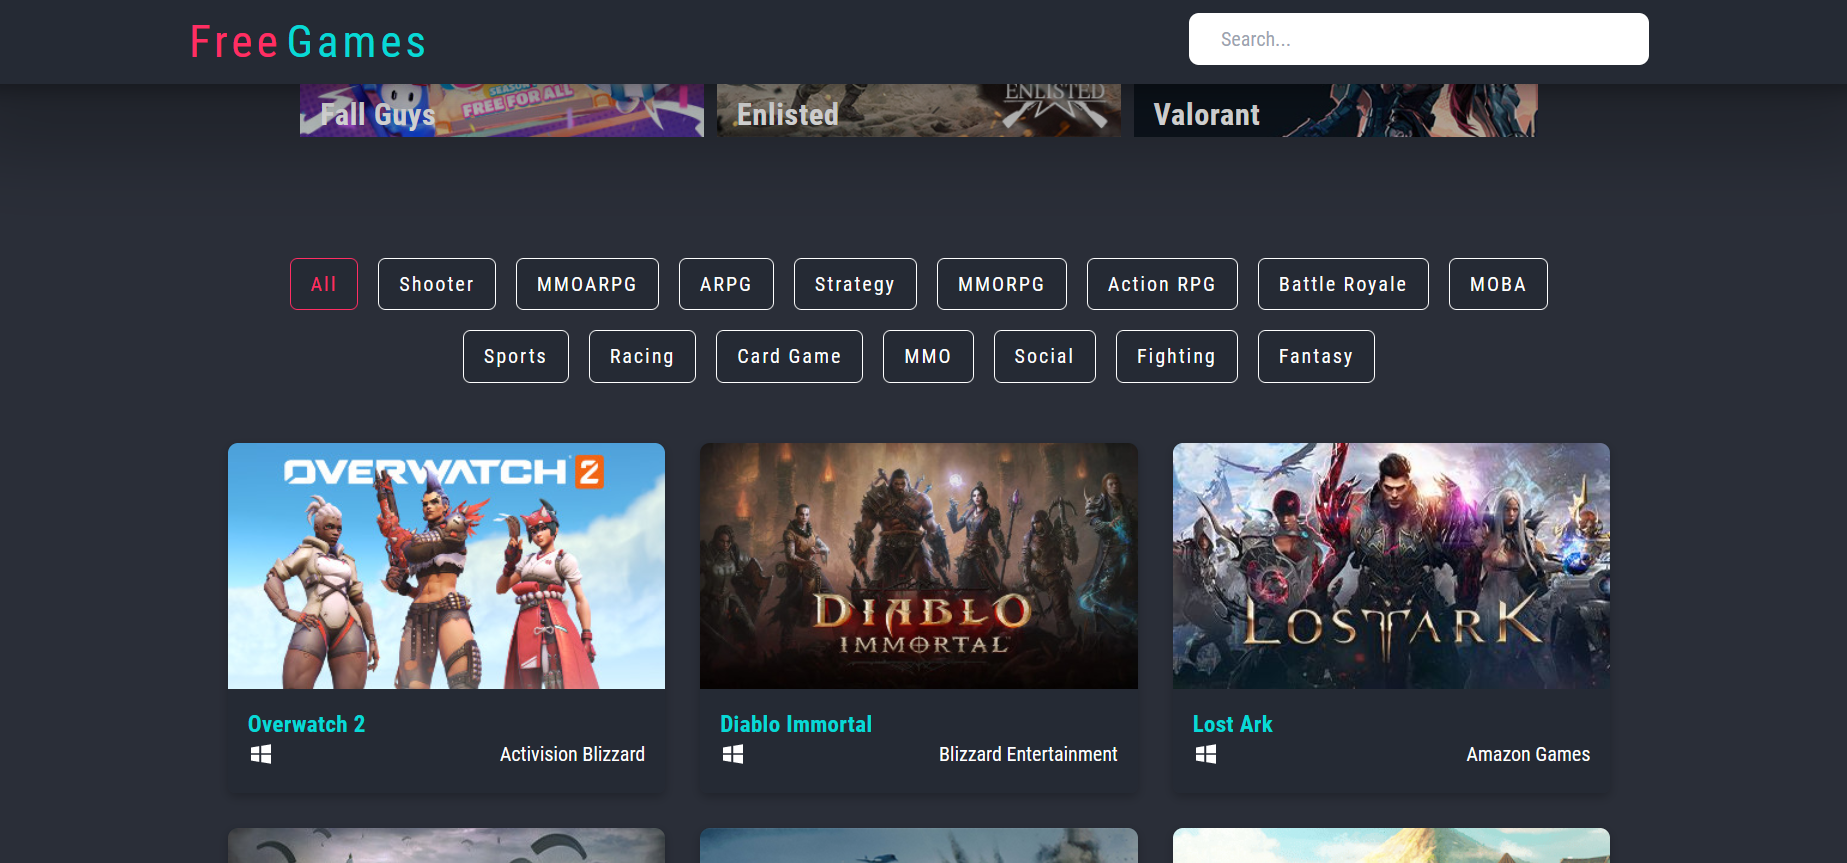 Free Games
Search...
SEASON
FREE FOR ALL
ENLISTED
Fall Guys
Enlisted
Valorant
All
Shooter
MMOARPG
ARPG
Strategy
MMORPG
Action RPG
Battle Royale
MOBA
Sports
Racing
Card Game
MMO
Social
Fighting
Fantasy
OVERWATCH 2
DIABLO
IMMORTAL
LOST ARK
Overwatch 2
Activision Blizzard
Diablo Immortal
Blizzard Entertainment
Lost Ark
Amazon Games